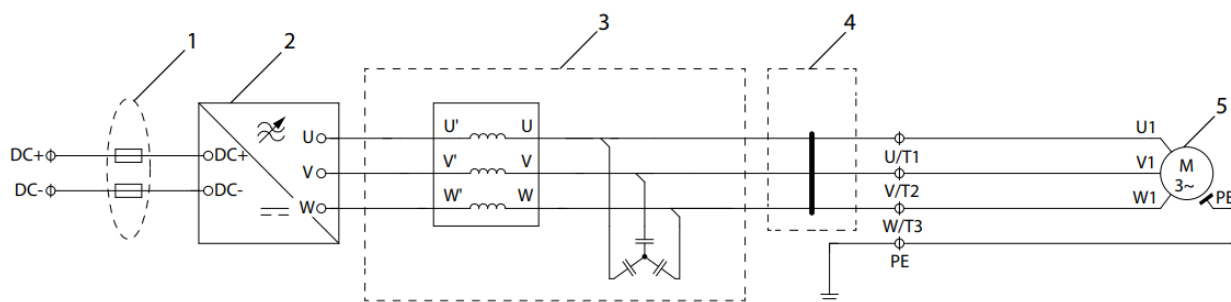 1
2
3
4
5
DC+
DC-
DC+
DC-
U
V
W
U' U
V' V
W' W
U/T1
V/T2
W/T3
PE
U1
V1
W1
M
3~
PE